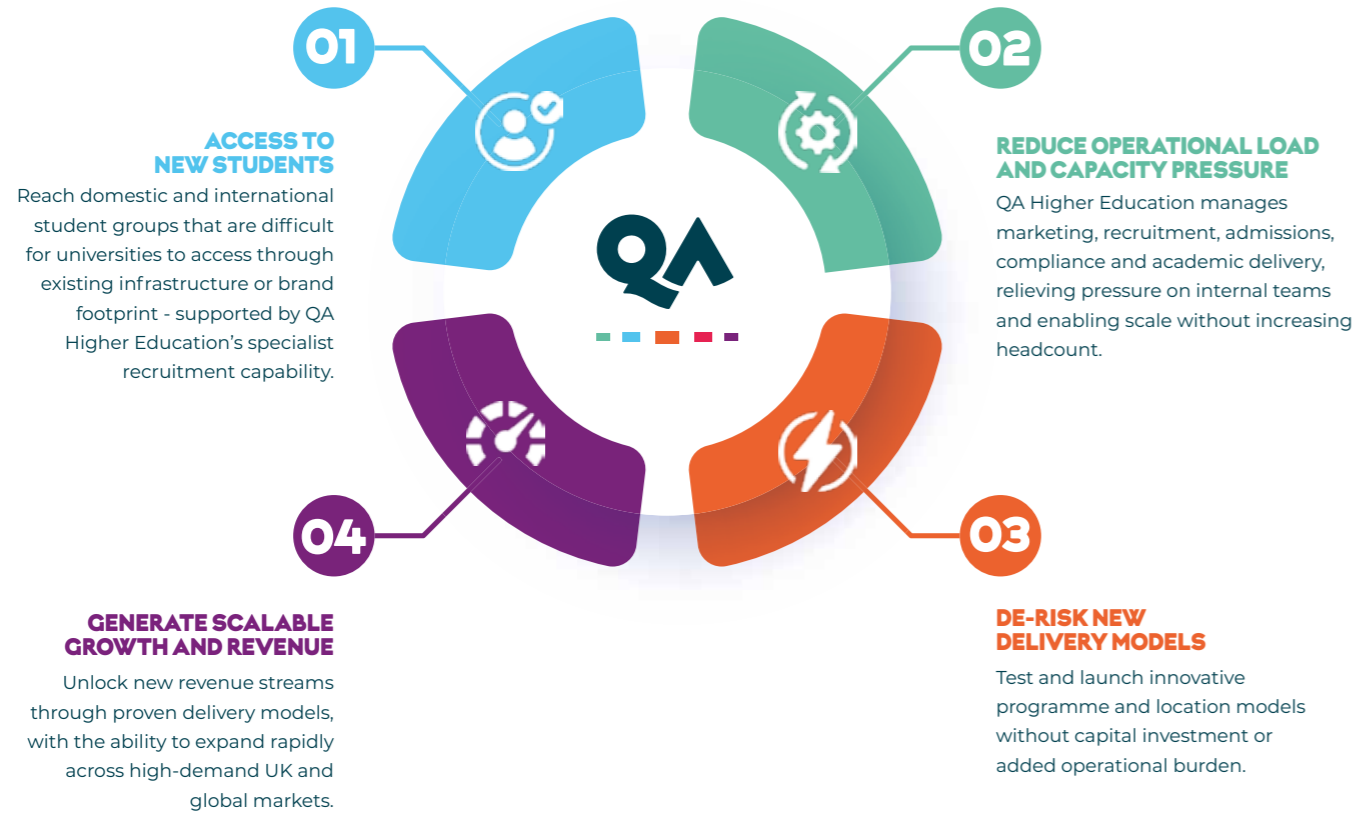 01
ACCESS TO
NEW STUDENTS
Reach domestic and international
student groups that are difficult
for universities to access through
existing infrastructure or brand
footprint - supported by QA
Higher Education’s specialist
recruitment capability.
02
REDUCE OPERATIONAL LOAD
AND CAPACITY PRESSURE
QA Higher Education manages
marketing, recruitment, admissions,
compliance and academic delivery,
relieving pressure on internal teams
and enabling scale without increasing
headcount.
QA
03
DE-RISK NEW
DELIVERY MODELS
Test and launch innovative
programme and location models
without capital investment or
added operational burden.
04
GENERATE SCALABLE
GROWTH AND REVENUE
Unlock new revenue streams
through proven delivery models,
with the ability to expand rapidly
across high-demand UK and
global markets.